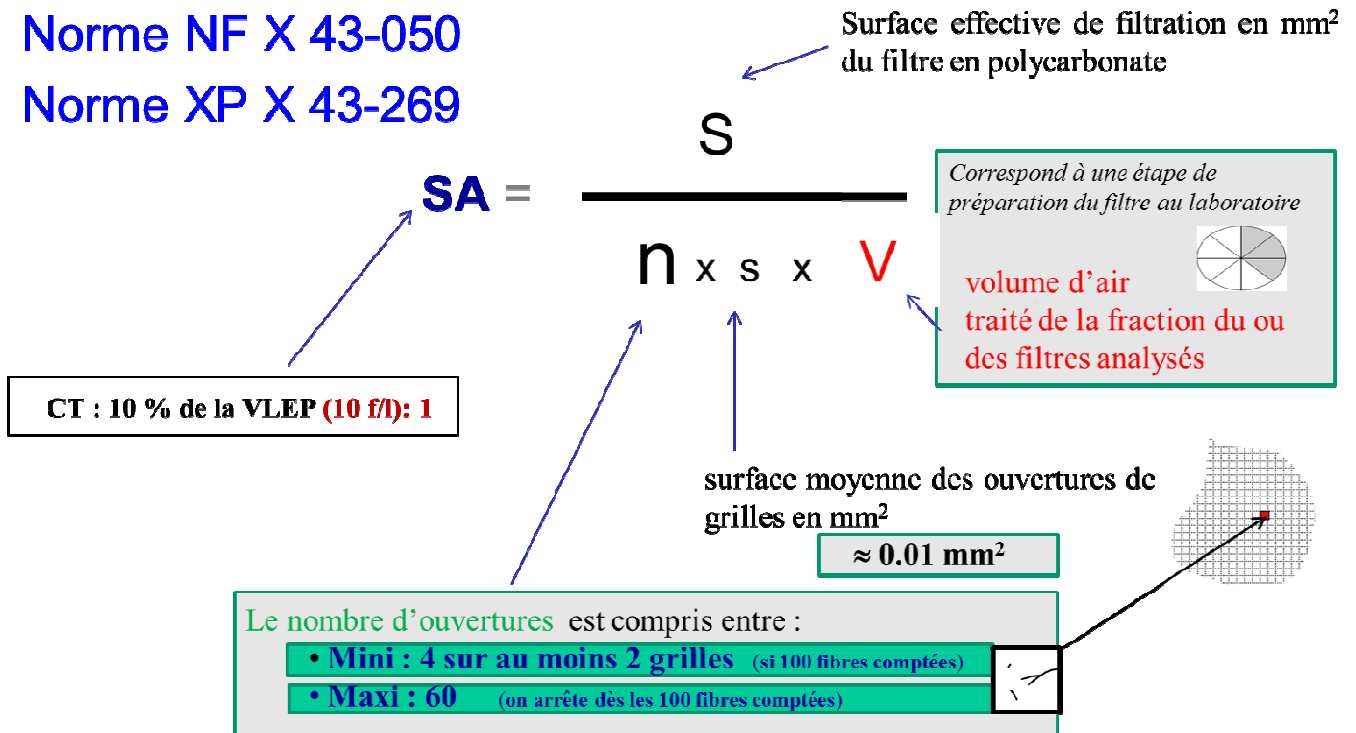 Norme NF X 43-050
Norme XP X 43-269
Surface effective de filtration en mm²
du filtre en polycarbonate
SA =
S
n x s x V
Correspond à une étape de
préparation du filtre au laboratoire
volume d'air
traité de la fraction du ou
des filtres analysés
CT : 10 % de la VLEP (10 f/l): 1
surface moyenne des ouvertures de
grilles en mm²
≈ 0.01 mm²
Le nombre d'ouvertures est compris entre :
• Mini : 4 sur au moins 2 grilles (si 100 fibres comptées)
• Maxi : 60 (on arrête dès les 100 fibres comptées)